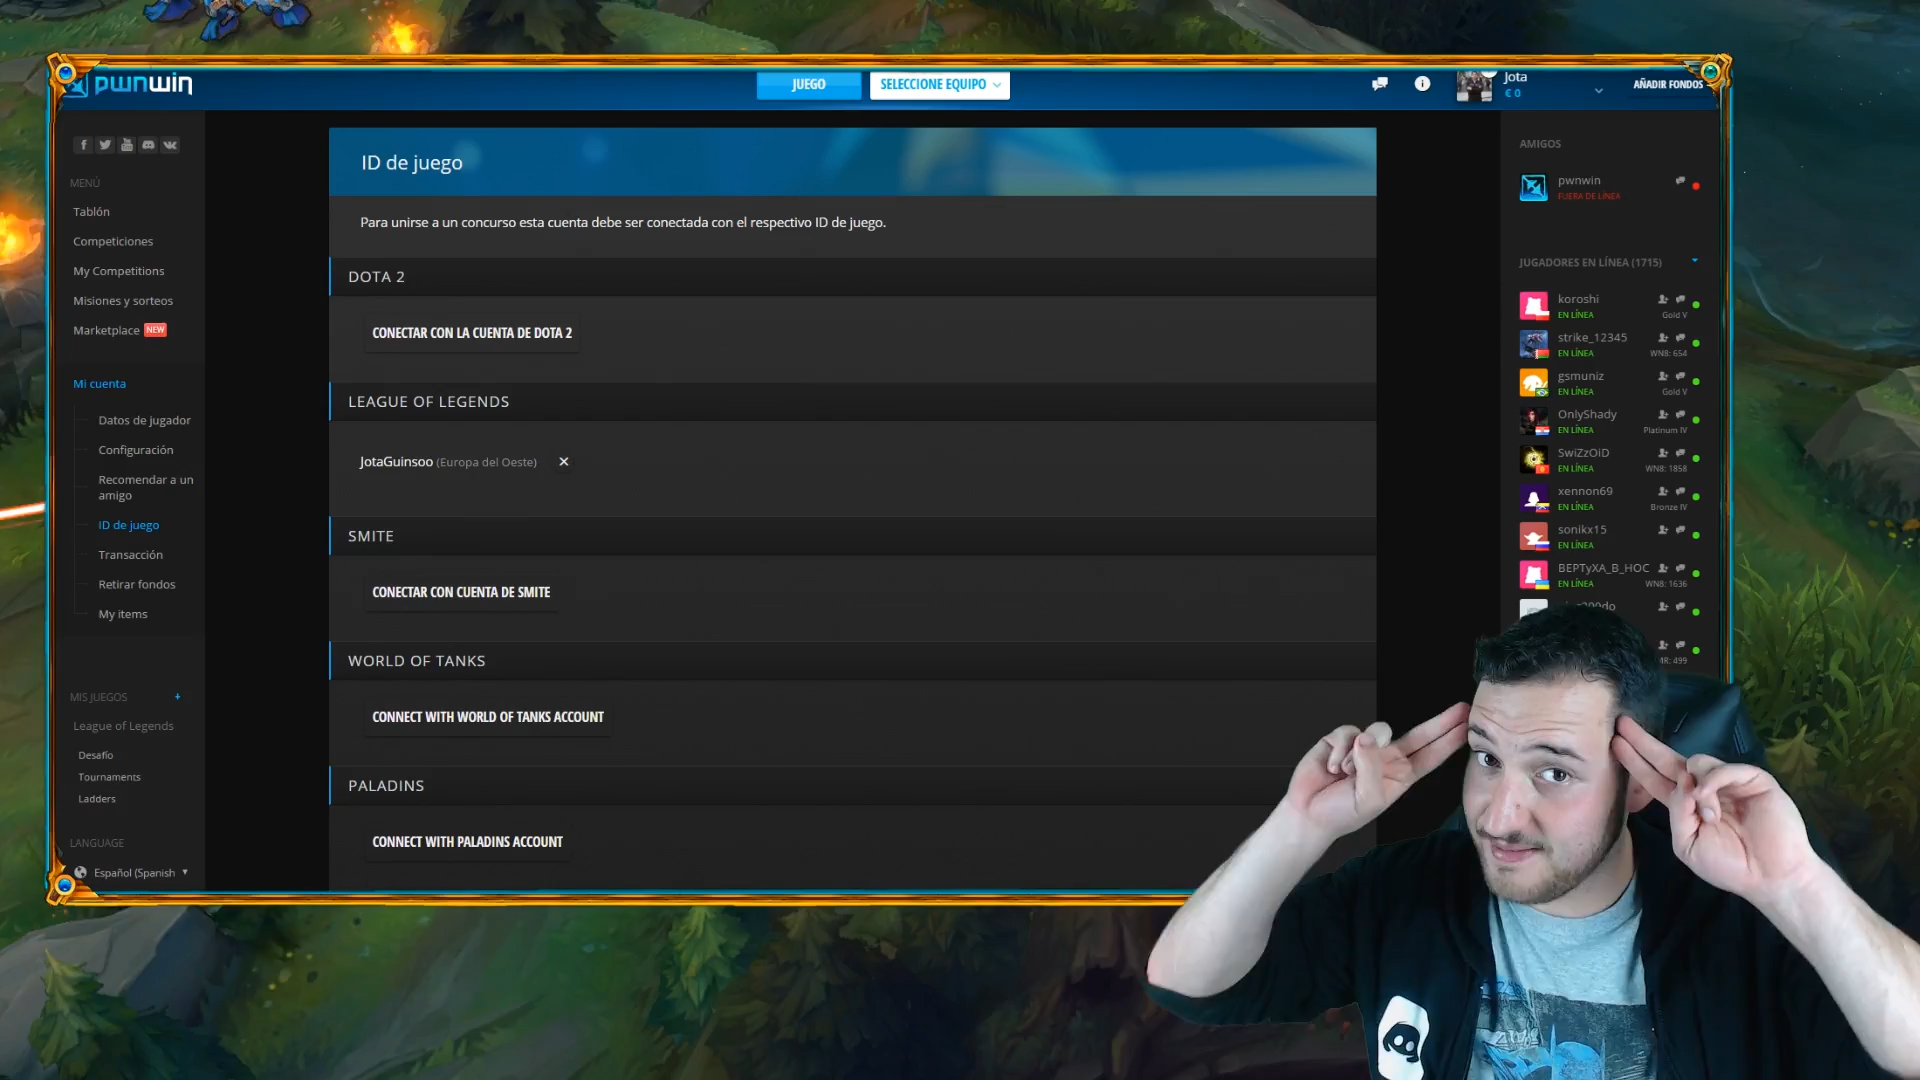 pwnwin
JUEGO
SELECCIONE EQUIPO
Jota
€ 0
AÑADIR FONDOS
MENÚ
Tablón
Competiciones
My Competitions
Misiones y sorteos
Marketplace NEW
Mi cuenta
Datos de jugador
Configuración
Recomendar a un
amigo
ID de juego
Transacción
Retirar fondos
My items
MIS JUEGOS +
League of Legends
Desafío
Tournaments
Ladders
LANGUAGE
Español (Spanish
ID de juego
Para unirse a un concurso esta cuenta debe ser conectada con el respectivo ID de juego.
DOTA 2
CONECTAR CON LA CUENTA DE DOTA 2
LEAGUE OF LEGENDS
JotaGuinsoo (Europa del Oeste)
SMITE
CONECTAR CON CUENTA DE SMITE
WORLD OF TANKS
CONNECT WITH WORLD OF TANKS ACCOUNT
PALADINS
CONNECT WITH PALADINS ACCOUNT
AMIGOS
pwnwin
FUERA DE LÍNEA
JUGADORES EN LÍNEA (1715)
koroshi
EN LÍNEA Gold V
strike_12345
EN LÍNEA WN8: 654
gsmuniz
EN LÍNEA Gold V
OnlyShady
EN LÍNEA Platinum IV
SwiZzOiD
EN LÍNEA WN8: 1858
xennon69
EN LÍNEA Bronze IV
sonikx15
EN LÍNEA
BEPTyXA_B_HOC
EN LÍNEA WN8: 1636
499